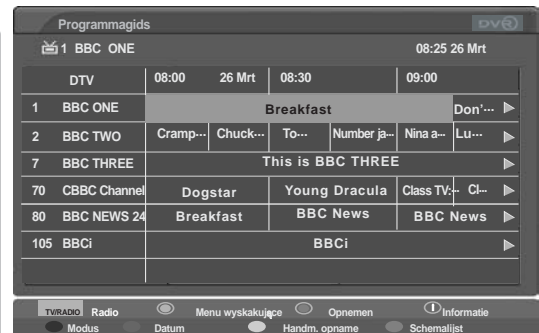 Programmagids DVR
1 BBC ONE 08:25 26 Mrt
DTV 08:00 26 Mrt 08:30 09:00
1 BBC ONE Breakfast Don'...
2 BBC TWO Cramp... Chuck... To... Number ja... Nina a... Lu...
7 BBC THREE This is BBC THREE
70 CBBC Channel Dogstar Young Dracula Class TV:... Cl...
80 BBC NEWS 24 Breakfast BBC News BBC News
105 BBCi BBCi
TV/RADIO Radio Menu wyskakujące Opnemen Informatie
Modus Datum Handm. opname Schemalijst